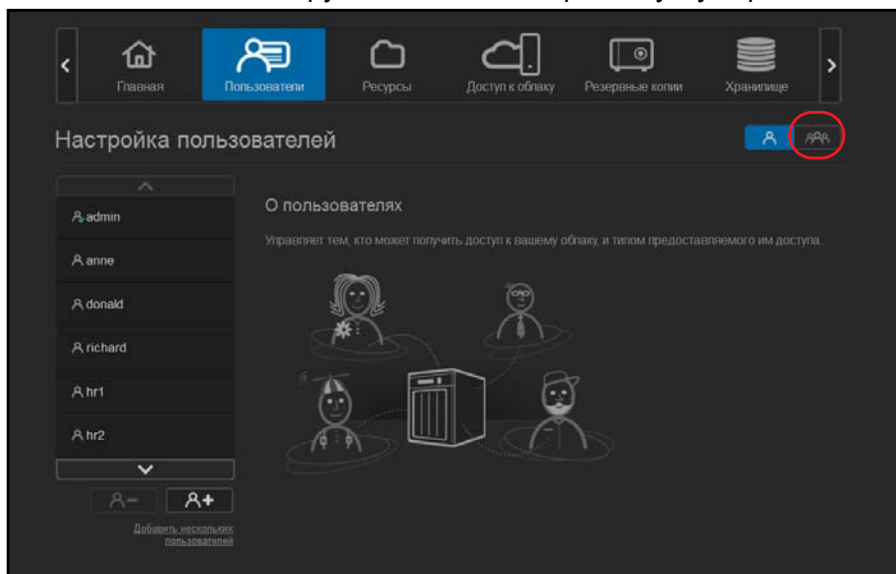 Главная
Пользователи
Ресурсы
Доступ к облаку
Резервные копии
Хранилище
Настройка пользователей
admin
anne
donald
richard
hr1
hr2
Добавить нескольких
пользователей
О пользователях
Управляет тем, кто может получить доступ к вашему облаку, и типом предоставляемого им доступа.